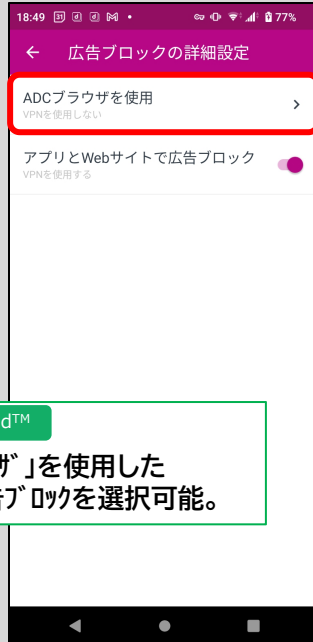 18:49 31 d d M • 77%
← 広告ブロックの詳細設定
ADCブラウザを使用 >
VPNを使用しない
アプリとWebサイトで広告ブロック
VPNを使用する
d™
ｻﾞ」を使用した
ﾌﾞﾛｯｸを選択可能。